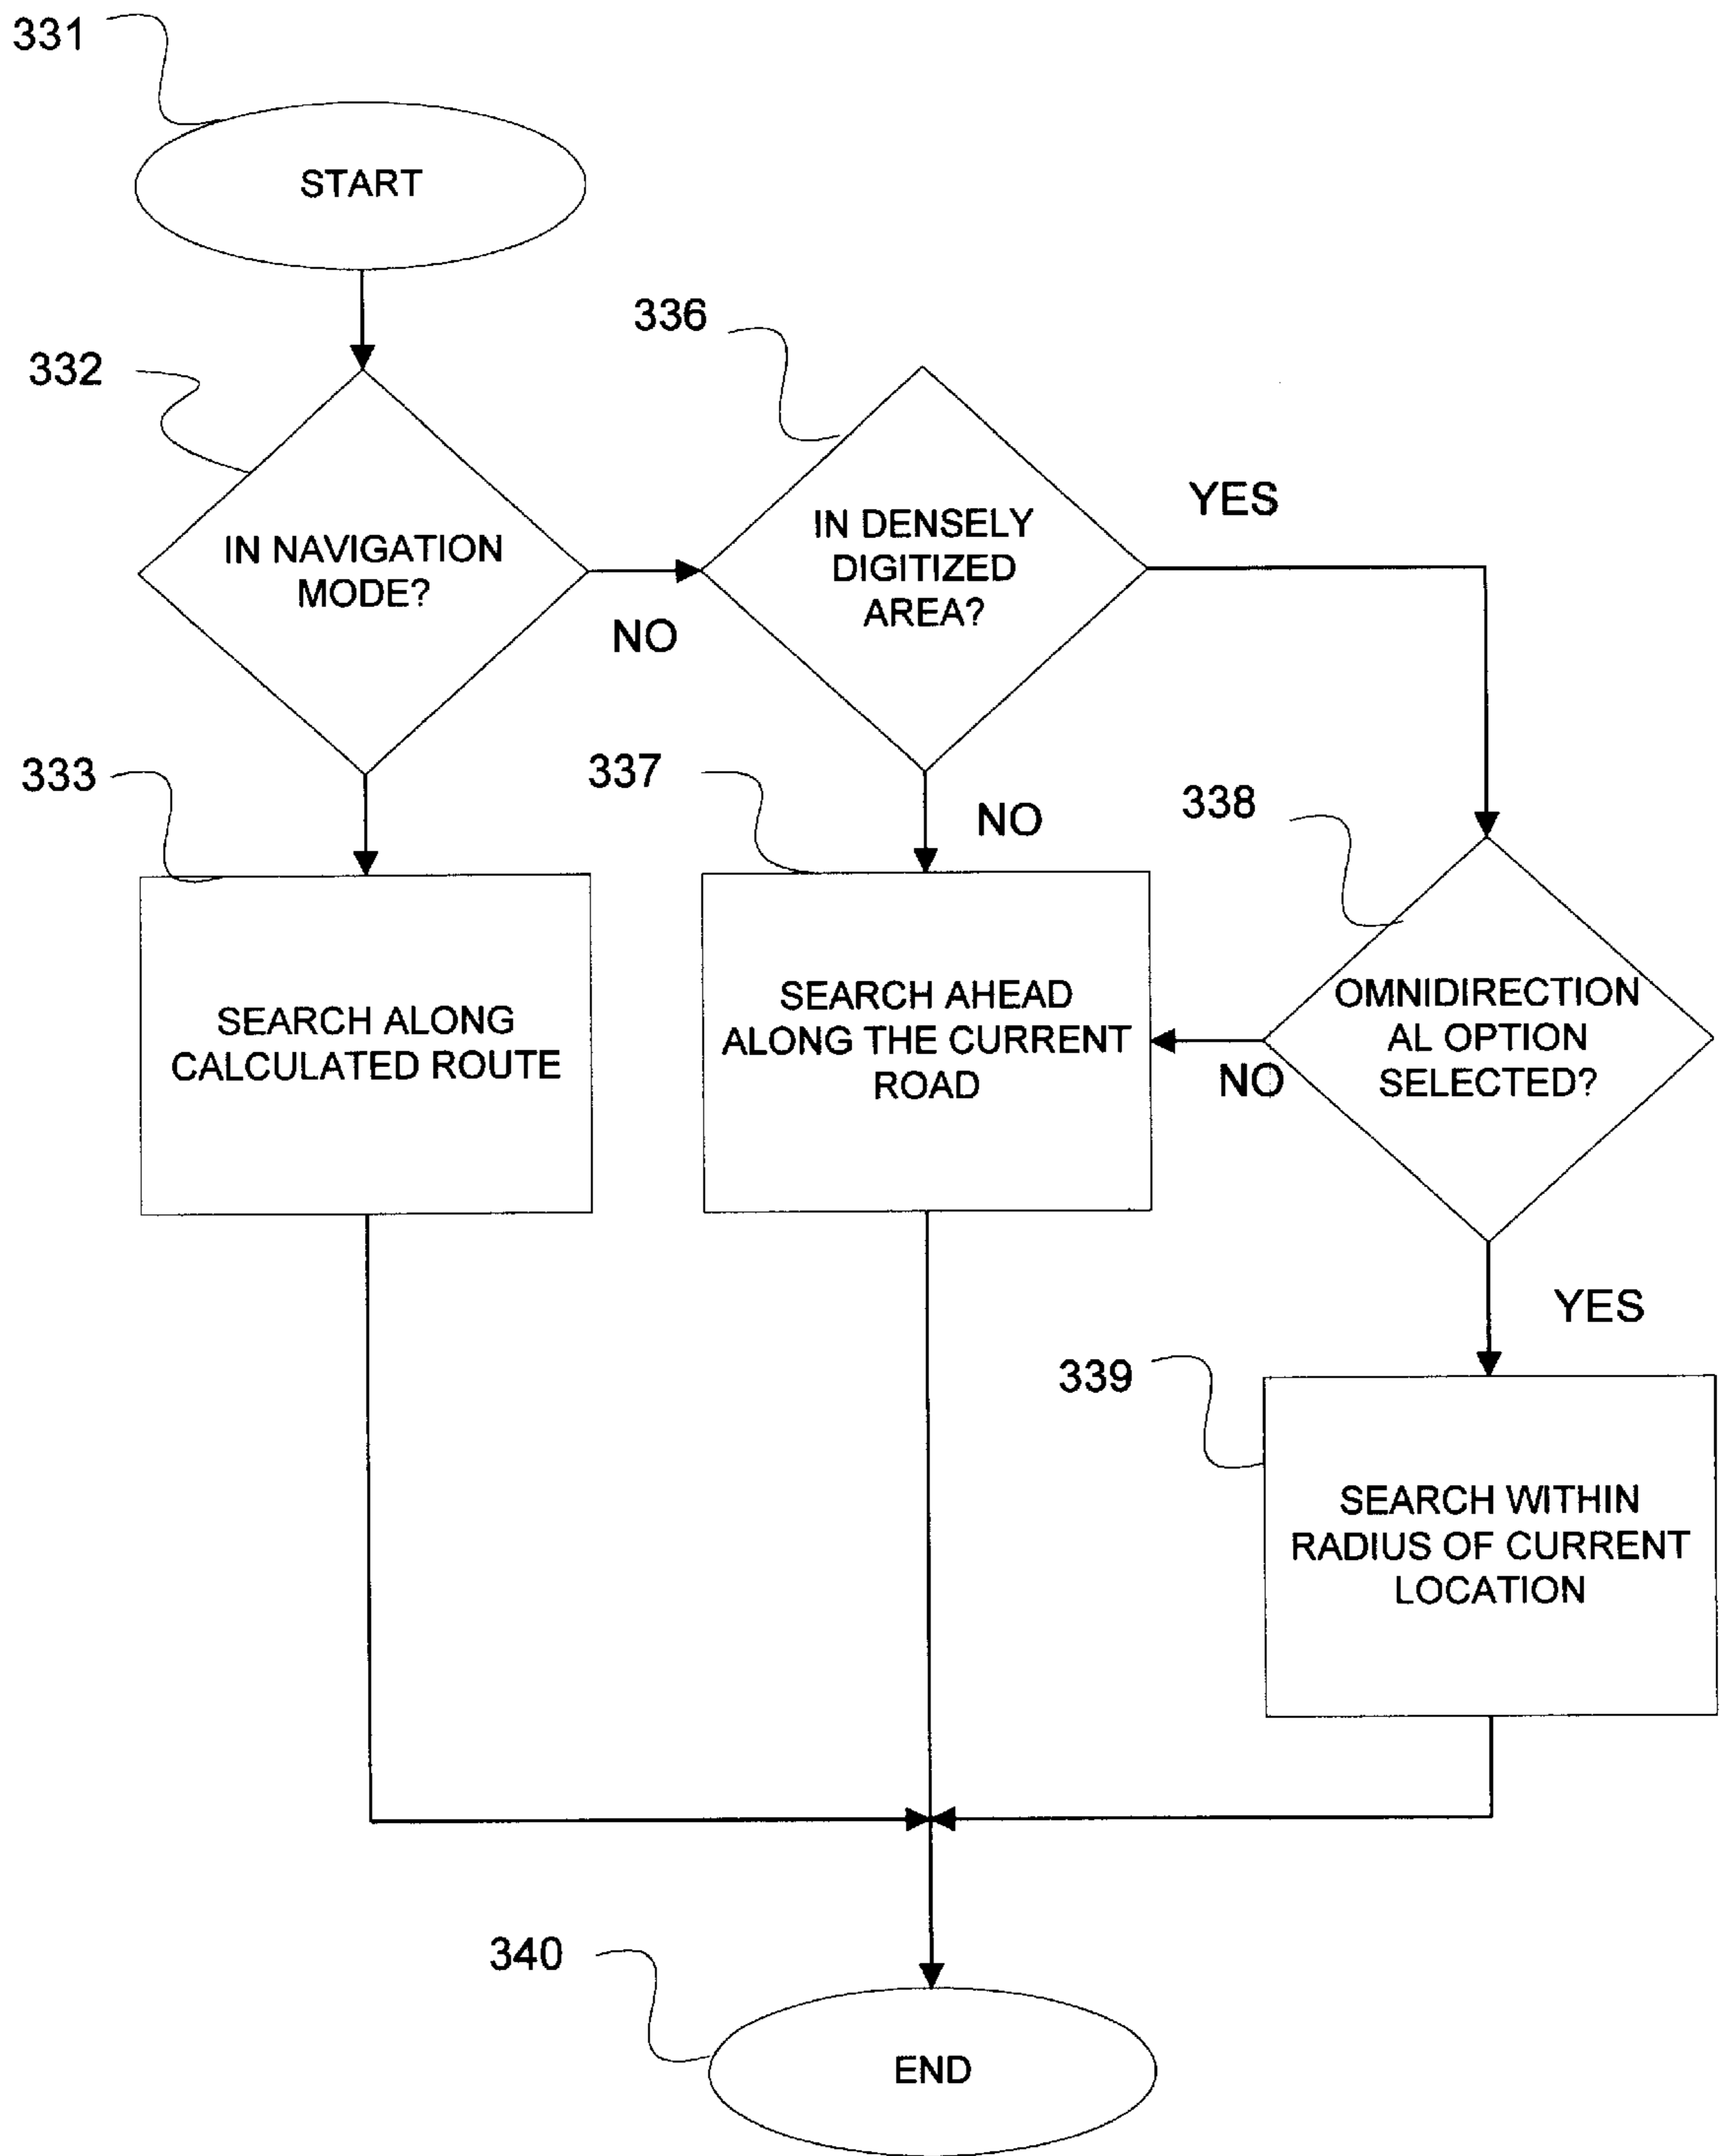 331
START
332
IN NAVIGATION
MODE?
NO
336
IN DENSELY
DIGITIZED
AREA?
YES
NO
333
SEARCH ALONG
CALCULATED ROUTE
337
SEARCH AHEAD
ALONG THE CURRENT
ROAD
338
OMNIDIRECTION
AL OPTION
SELECTED?
NO
YES
339
SEARCH WITHIN
RADIUS OF CURRENT
LOCATION
340
END